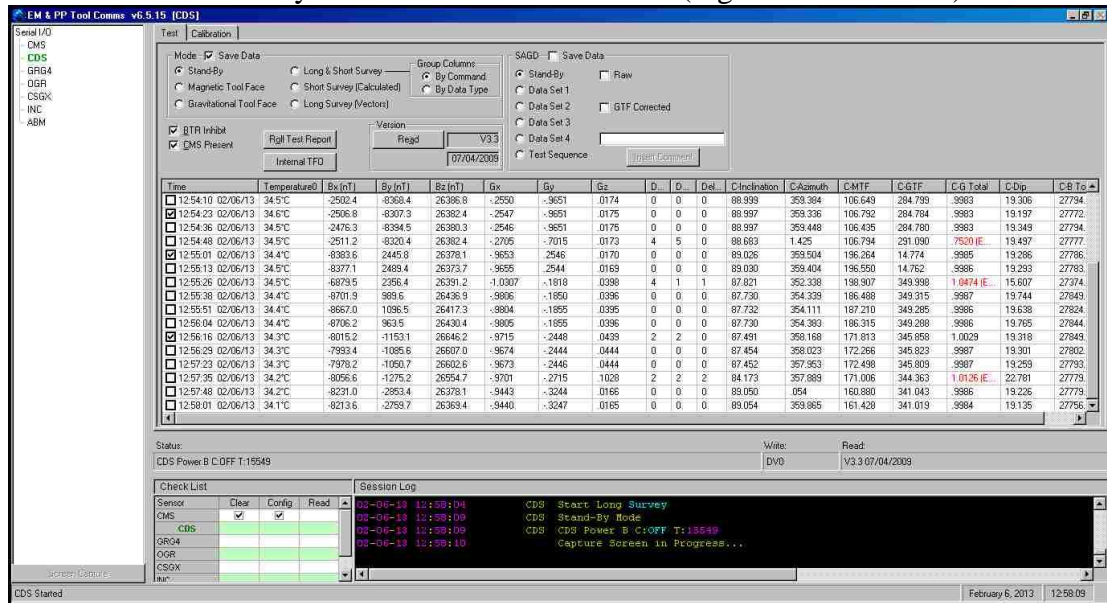 EM & PP Tool Comms v6.5.15 [CDS]
Serial I/O
CMS
CDS
GRG4
OGR
CSGX
INC
ABM
Test Calibration
Mode Save Data
Stand-By
Magnetic Tool Face
Gravitational Tool Face
Long & Short Survey
Short Survey (Calculated)
Long Survey (Vectors)
Group Columns
By Command
By Data Type
BTR Inhibit
CMS Present
Roll Test Report
Internal TFO
Version
Read V3.3
07/04/2009
SAGD Save Data
Stand-By Raw
Data Set 1
Data Set 2 GTF Corrected
Data Set 3
Data Set 4
Test Sequence Insert Comment
Time Temperature0 Bx (nT) By (nT) Bz (nT) Gx Gy Gz D... D... Del... C-Inclination C-Azimuth C-MTF C-GTF C-G Total C-Dip C-B To
12:54:10 02/06/13 34.5°C -2502.4 -8368.4 26386.8 -.2550 -.9651 .0174 0 0 0 88.999 359.384 106.649 284.799 .9983 19.306 27794.
12:54:23 02/06/13 34.6°C -2506.8 -8307.3 26382.4 -.2547 -.9651 .0175 0 0 0 88.997 359.336 106.792 284.784 .9983 19.197 27772.
12:54:36 02/06/13 34.5°C -2476.3 -8394.5 26380.3 -.2546 -.9651 .0175 0 0 0 88.997 359.448 106.435 284.780 .9983 19.349 27794.
12:54:48 02/06/13 34.5°C -2511.2 -8320.4 26382.4 -.2705 -.7015 .0173 4 5 0 88.683 1.425 106.794 291.090 .7520 (E... 19.497 27777.
12:55:01 02/06/13 34.4°C -8383.6 2445.8 26378.1 -.9653 .2546 .0170 0 0 0 89.026 359.504 196.264 14.774 .9985 19.286 27786.
12:55:13 02/06/13 34.5°C -8377.1 2489.4 26373.7 -.9655 .2544 .0169 0 0 0 89.030 359.404 196.550 14.762 .9986 19.293 27783.
12:55:26 02/06/13 34.5°C -6879.5 2356.4 26391.2 -1.0307 -.1818 .0398 4 1 1 87.821 352.338 198.907 349.998 1.0474 (E... 15.607 27374.
12:55:38 02/06/13 34.4°C -8701.9 989.6 26436.9 -.9806 -.1850 .0396 0 0 0 87.730 354.339 186.488 349.315 .9987 19.744 27849.
12:55:51 02/06/13 34.4°C -8667.0 1096.5 26417.3 -.9804 -.1855 .0395 0 0 0 87.732 354.111 187.210 349.285 .9986 19.638 27824.
12:56:04 02/06/13 34.4°C -8706.2 963.5 26430.4 -.9805 -.1855 .0396 0 0 0 87.730 354.383 186.315 349.288 .9986 19.765 27844.
12:56:16 02/06/13 34.3°C -8015.2 -1153.1 26646.2 -.9715 -.2448 .0439 2 2 0 87.491 358.168 171.813 345.858 1.0029 19.318 27849.
12:56:29 02/06/13 34.3°C -7993.4 -1085.6 26607.0 -.9674 -.2444 .0444 0 0 0 87.454 358.023 172.266 345.823 .9987 19.301 27802.
12:57:23 02/06/13 34.3°C -7978.2 -1050.7 26602.6 -.9673 -.2446 .0444 0 0 0 87.452 357.953 172.498 345.809 .9987 19.259 27793.
12:57:35 02/06/13 34.2°C -8056.6 -1275.2 26554.7 -.9701 -.2715 .1028 2 2 2 84.173 357.889 171.006 344.363 1.0126 (E... 22.781 27779.
12:57:48 02/06/13 34.2°C -8231.0 -2853.4 26378.1 -.9443 -.3244 .0166 0 0 0 89.050 .054 160.880 341.043 .9986 19.226 27779.
12:58:01 02/06/13 34.1°C -8213.6 -2759.7 26369.4 -.9440 -.3247 .0165 0 0 0 89.054 359.865 161.428 341.019 .9984 19.135 27756.
Status: Write: Read:
CDS Power B C:OFF T:15549 DV0 V3.3 07/04/2009
Check List
Sensor Clear Config Read
CMS
CDS
GRG4
OGR
CSGX
INC
Session Log
02-06-13 12:58:04 CDS Start Long Survey
02-06-13 12:58:09 CDS Stand-By Mode
02-06-13 12:58:09 CDS CDS Power B C:OFF T:15549
02-06-13 12:58:10 Capture Screen in Progress...
Screen Capture
CDS Started February 6, 2013 12:58:09